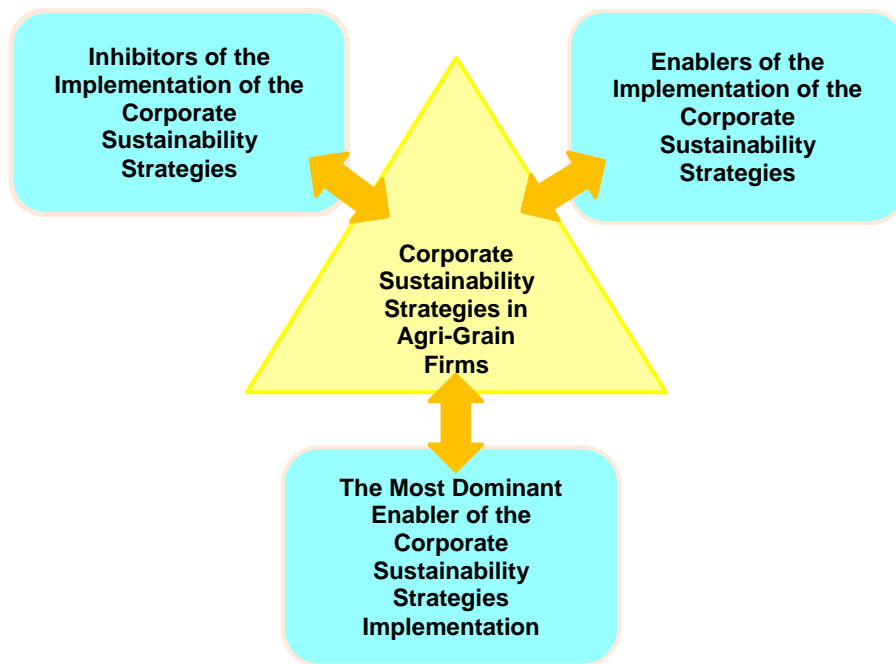 Inhibitors of the
Implementation of the
Corporate
Sustainability
Strategies
Enablers of the
Implementation of the
Corporate
Sustainability
Strategies
Corporate
Sustainability
Strategies in
Agri-Grain
Firms
The Most Dominant
Enabler of the
Corporate
Sustainability
Strategies
Implementation